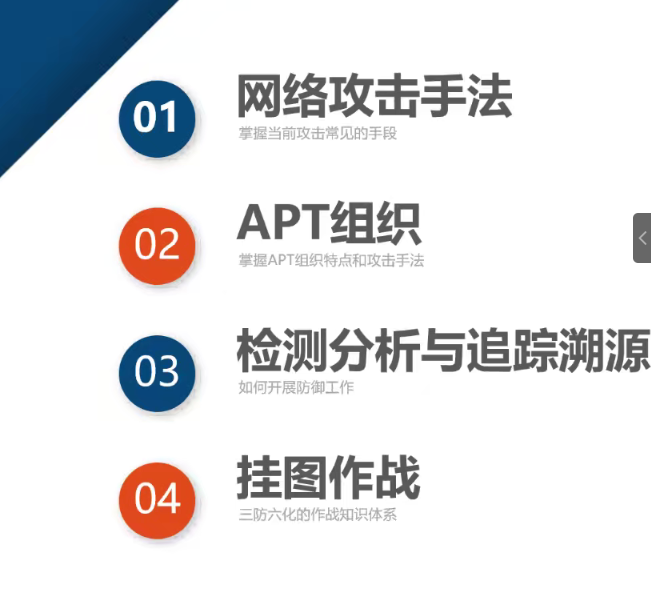 01
网络攻击手法
掌握当前攻击常见的手段
02
APT组织
掌握APT组织特点和攻击手法
03
检测分析与追踪溯源
如何开展防御工作
04
挂图作战
三防六化的作战知识体系